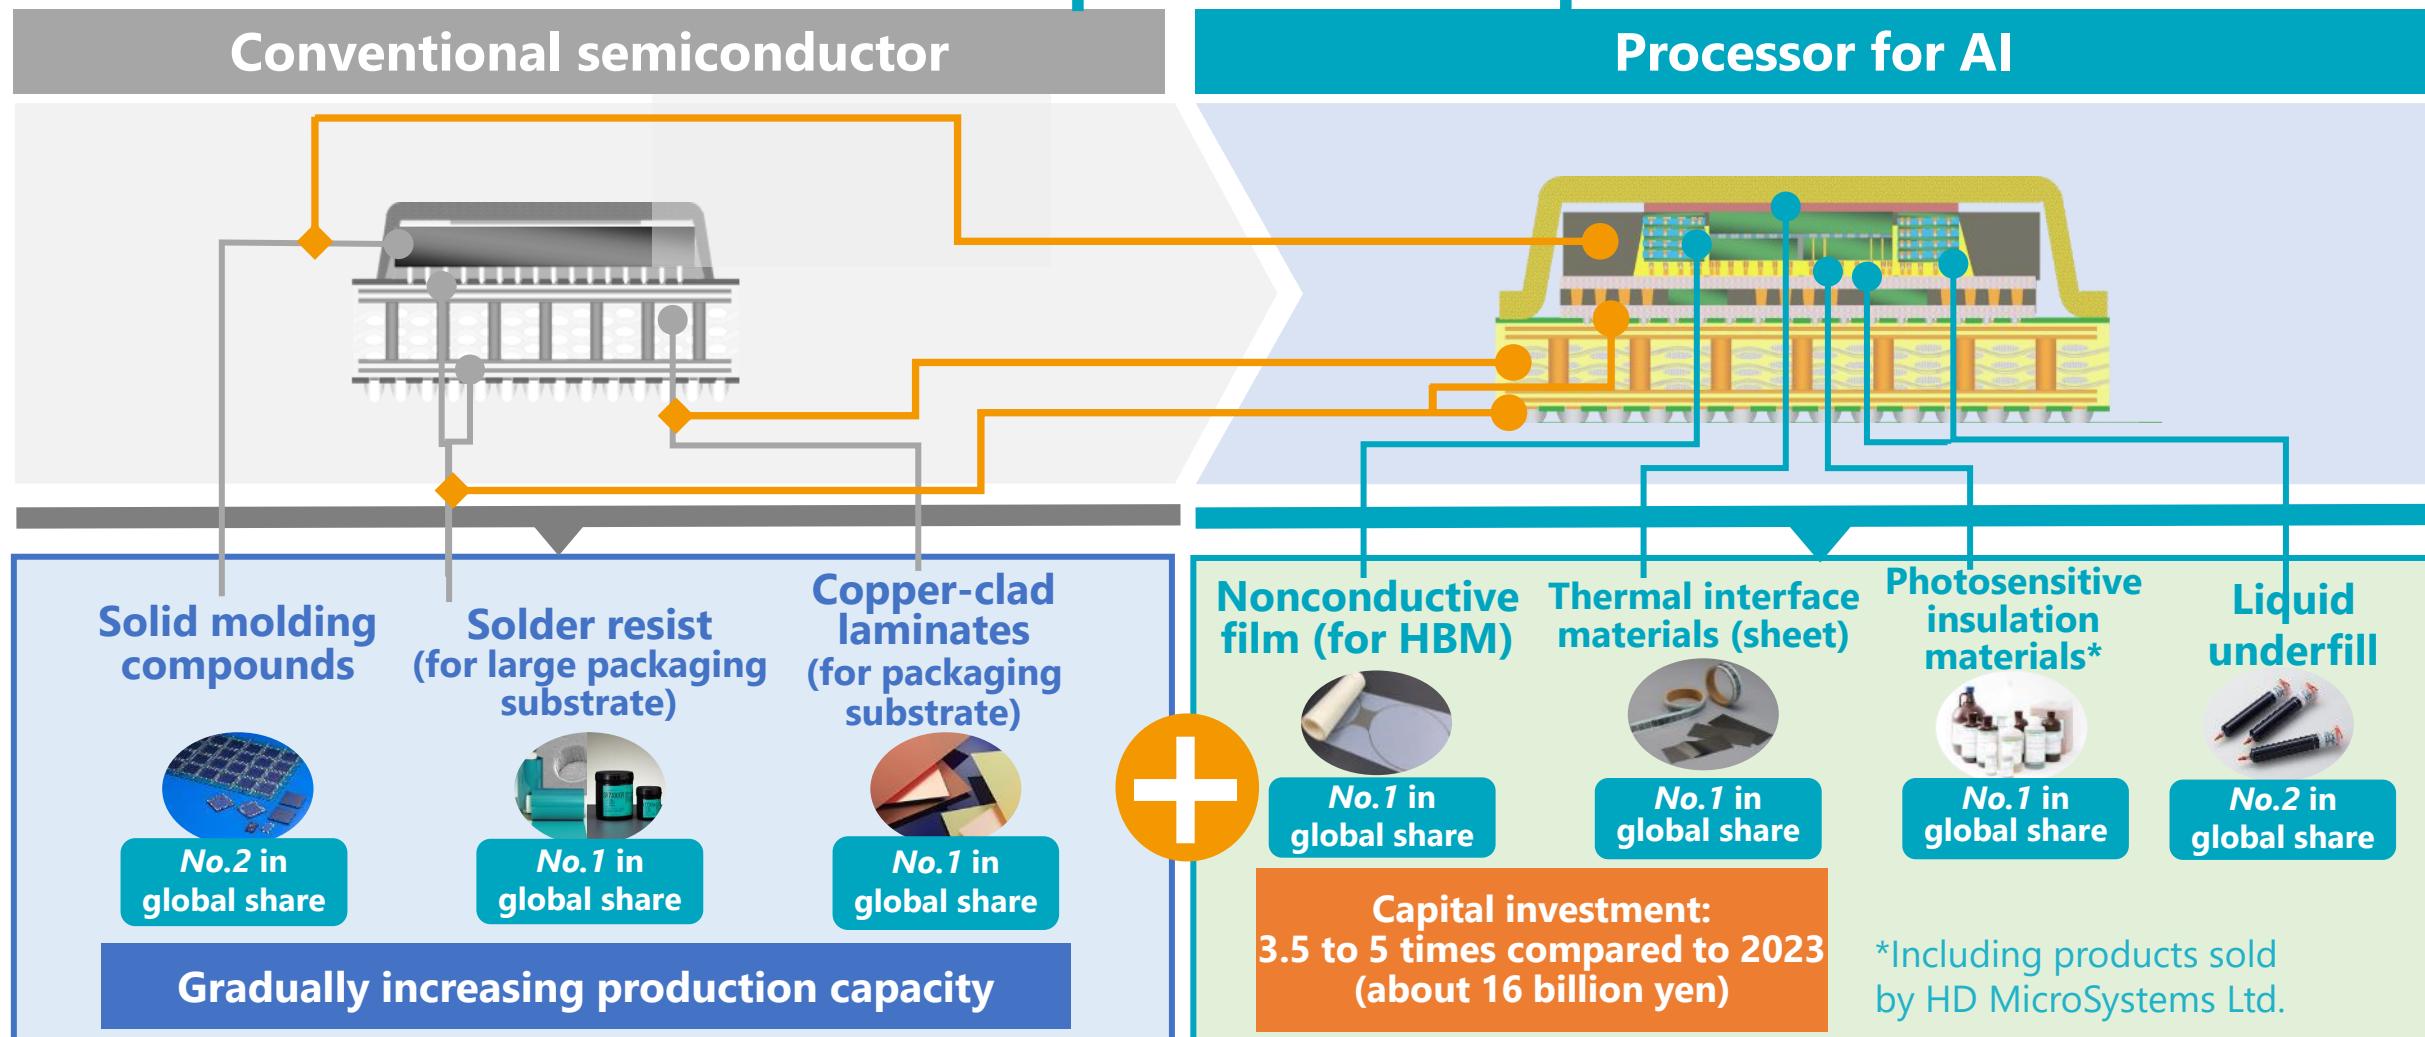 Conventional semiconductor
Processor for AI
Solid molding
compounds
No.2 in
global share
Solder resist
(for large packaging
substrate)
No.1 in
global share
Copper-clad
laminates
(for packaging
substrate)
No.1 in
global share
Gradually increasing production capacity
Nonconductive
film (for HBM)
No.1 in
global share
Thermal interface
materials (sheet)
No.1 in
global share
Photosensitive
insulation
materials*
No.1 in
global share
Liquid
underfill
No.2 in
global share
Capital investment:
3.5 to 5 times compared to 2023
(about 16 billion yen)
*Including products sold
by HD MicroSystems Ltd.